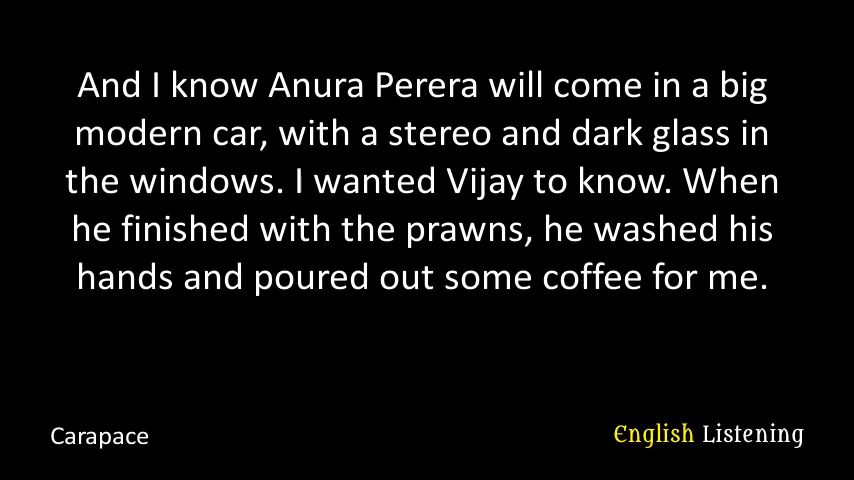 And I know Anura Perera will come in a big
modern car, with a stereo and dark glass in
the windows. I wanted Vijay to know. When
he finished with the prawns, he washed his
hands and poured out some coffee for me.
Carapace
English Listening